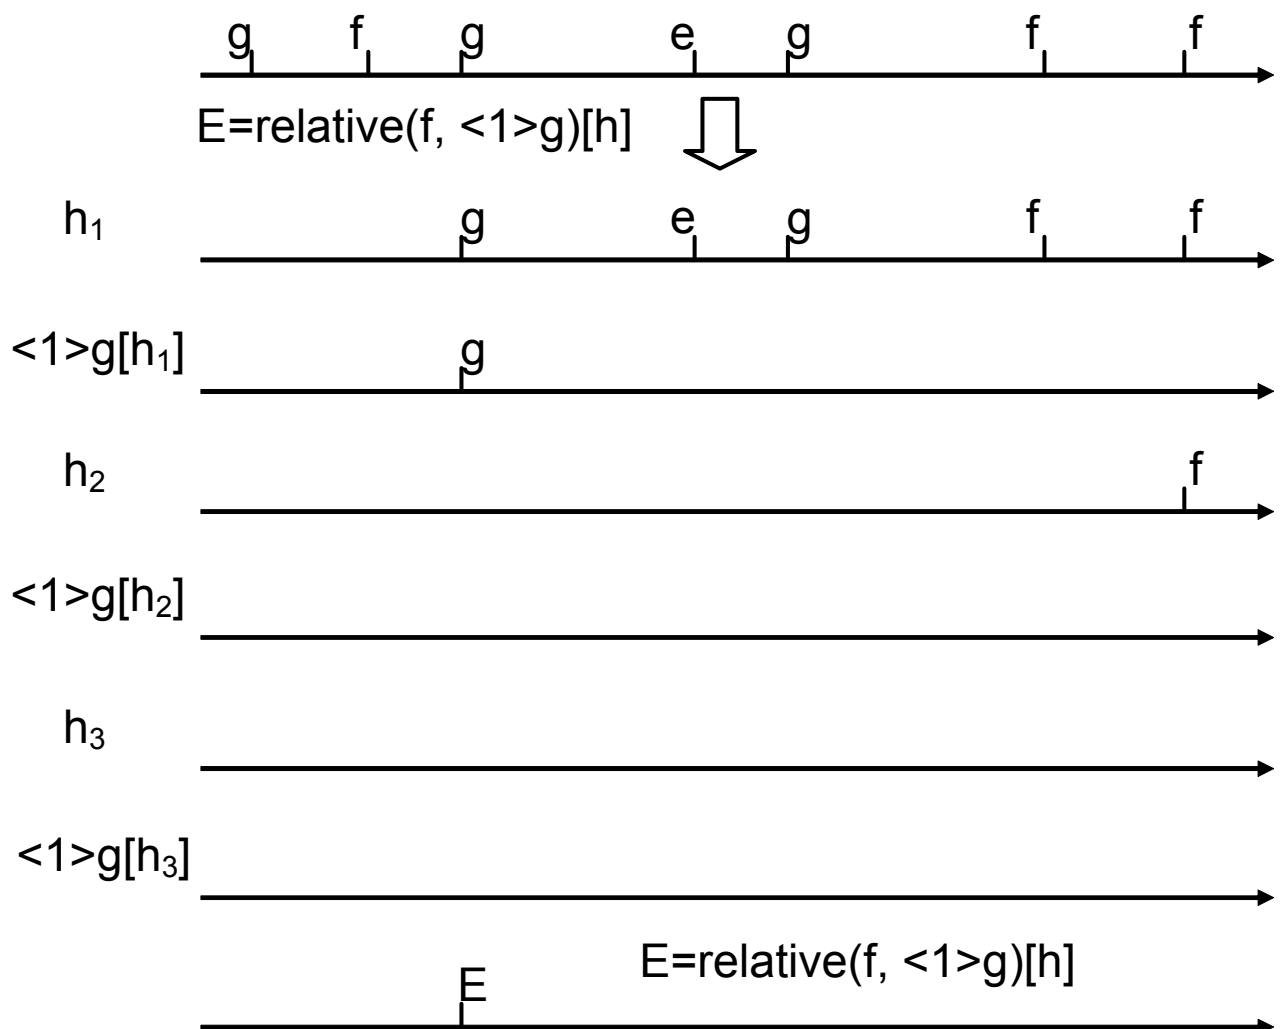 g f g e g f f
E=relative(f, <1>g)[h]
h₁ g e g f f
<1>g[h₁] g
h₂ f
<1>g[h₂]
h₃
<1>g[h₃]
E E=relative(f, <1>g)[h]